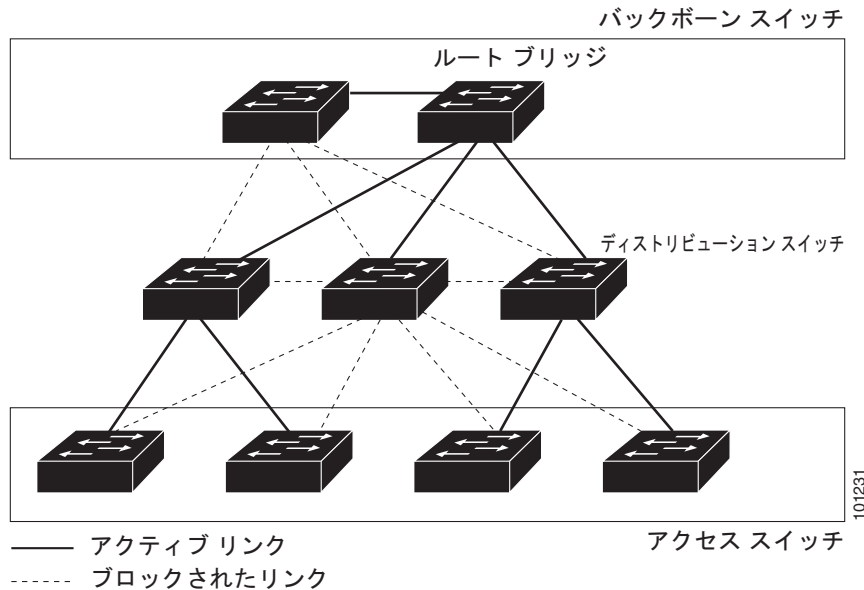 バックボーン スイッチ
ルート ブリッジ
ディストリビューション スイッチ
101231
アクセス スイッチ
アクティブ リンク
ブロックされたリンク